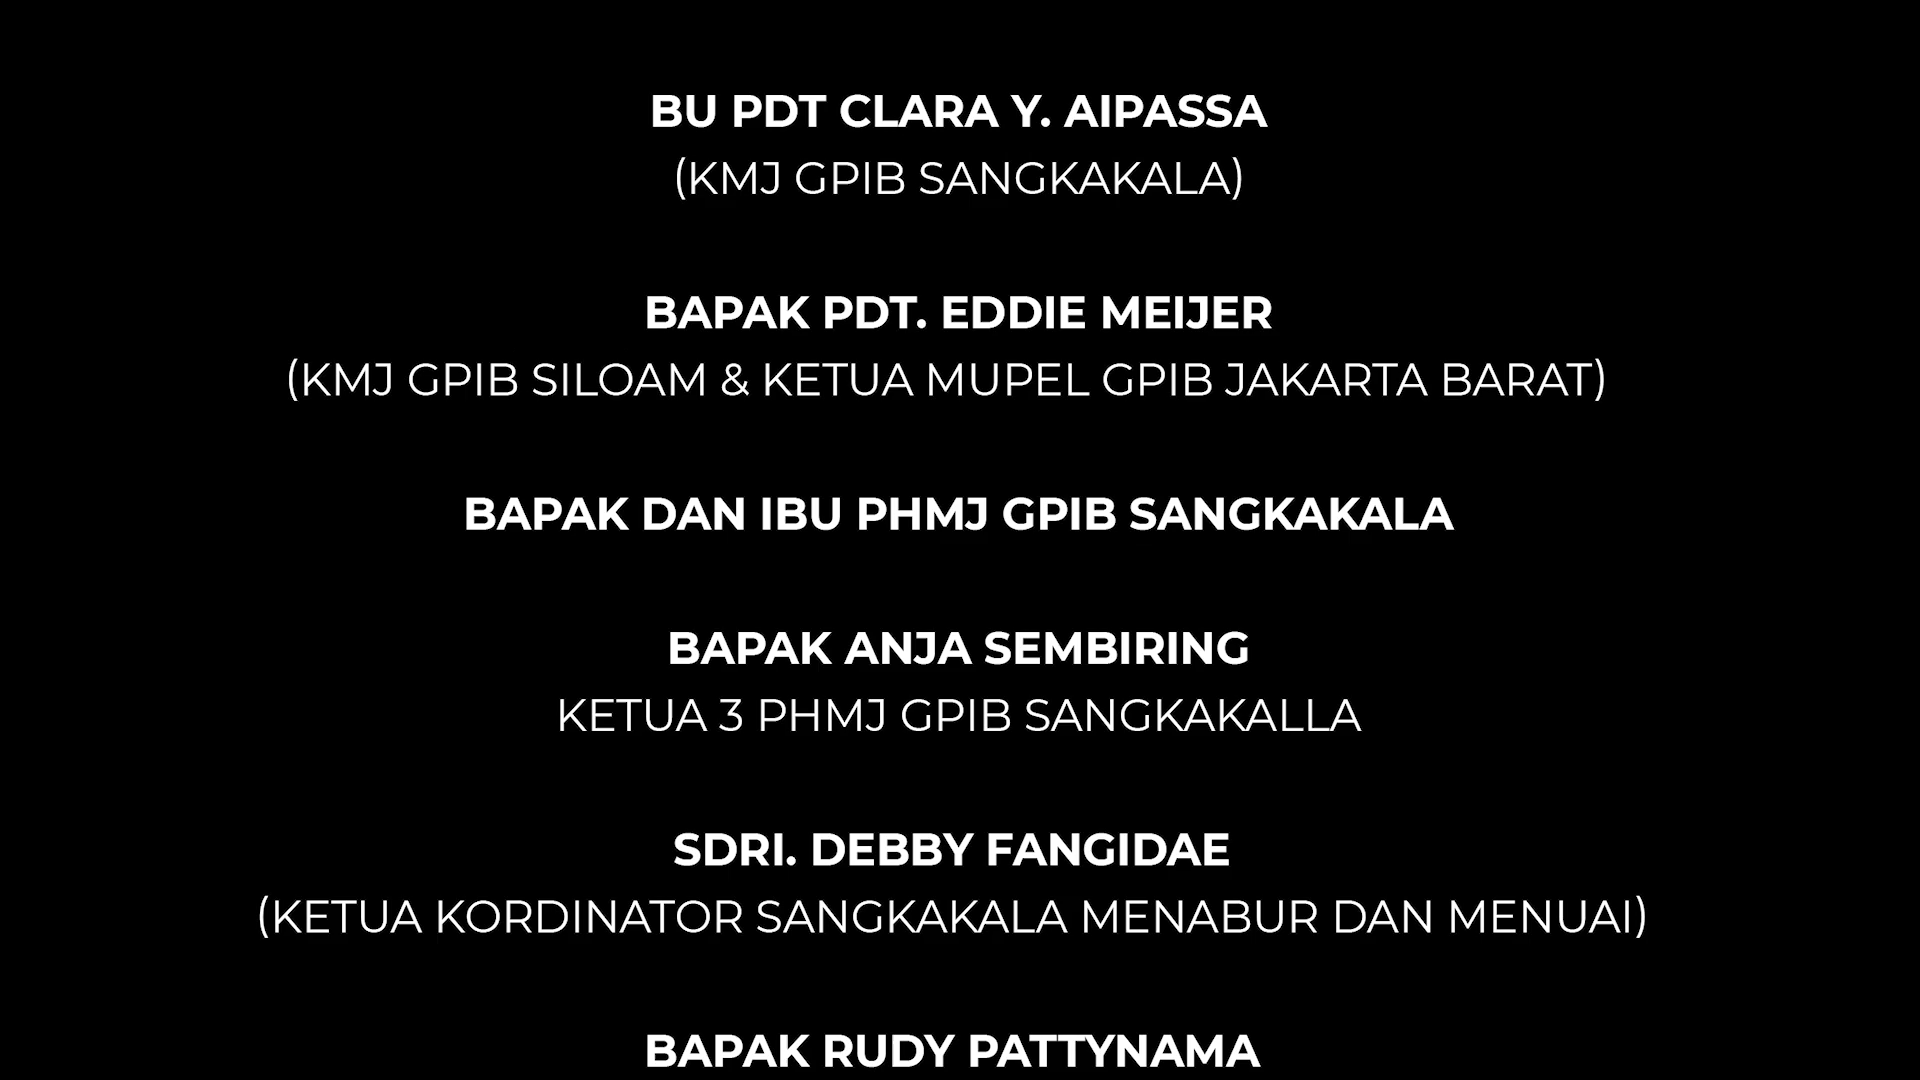 BU PDT CLARA Y. AIPASSA
(KMJ GPIB SANGKAKALA)
BAPAK PDT. EDDIE MEIJER
(KMJ GPIB SILOAM & KETUA MUPEL GPIB JAKARTA BARAT)
BAPAK DAN IBU PHMJ GPIB SANGKAKALA
BAPAK ANJA SEMBIRING
KETUA 3 PHMJ GPIB SANGKAKALLA
SDRI. DEBBY FANGIDAE
(KETUA KORDINATOR SANGKAKALA MENABUR DAN MENUAI)
BAPAK RUDY PATTYNAMA